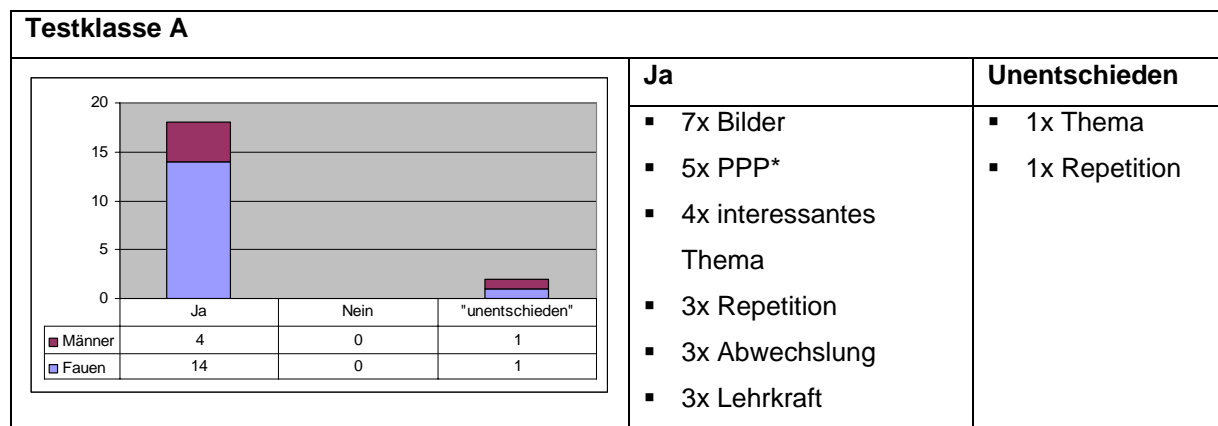 Testklasse A
20
15
10
5
0
Ja Nein "unentschieden"
Männer 4 0 1
Fauen 14 0 1
Ja
▪ 7x Bilder
▪ 5x PPP*
▪ 4x interessantes
Thema
▪ 3x Repetition
▪ 3x Abwechslung
▪ 3x Lehrkraft
Unentschieden
▪ 1x Thema
▪ 1x Repetition